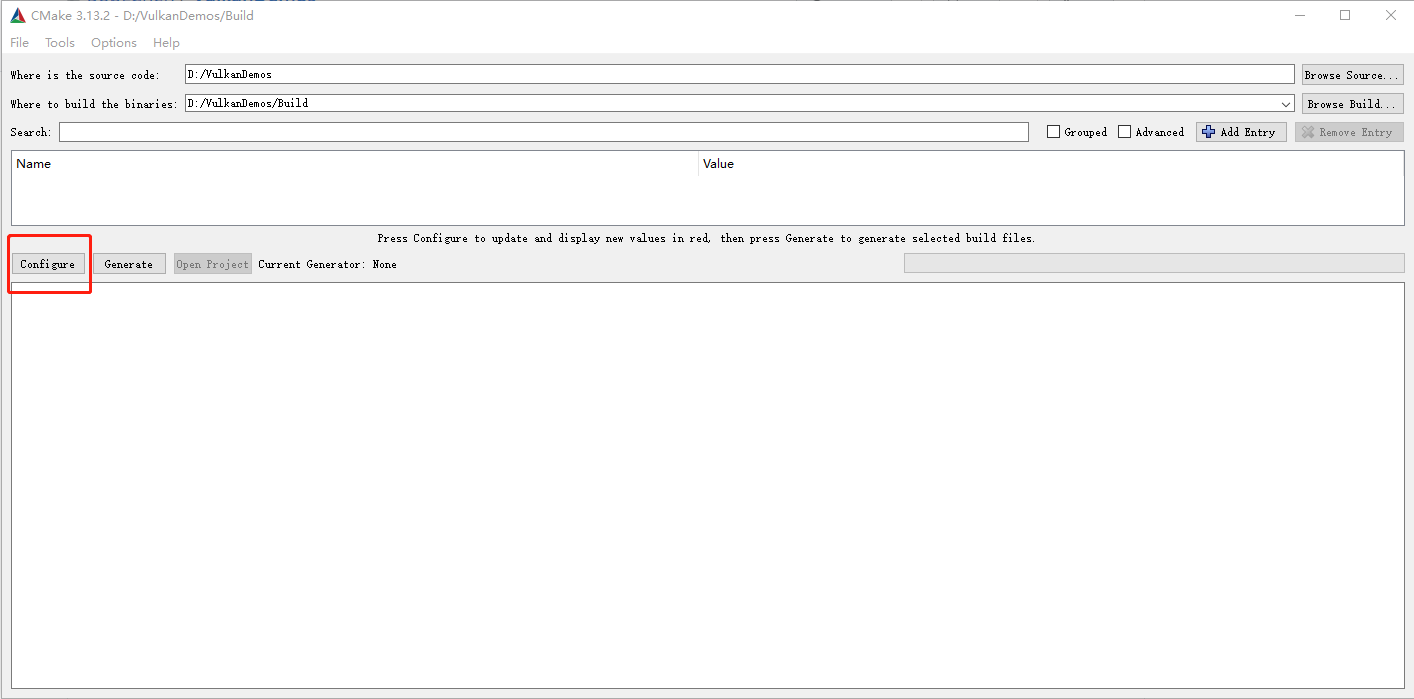 CMake 3.13.2 - D:/VulkanDemos/Build
File Tools Options Help
Where is the source code: D:/VulkanDemos Browse Source...
Where to build the binaries: D:/VulkanDemos/Build Browse Build...
Search: Grouped Advanced Add Entry Remove Entry
Name Value
Press Configure to update and display new values in red, then press Generate to generate selected build files.
Configure Generate Open Project Current Generator: None